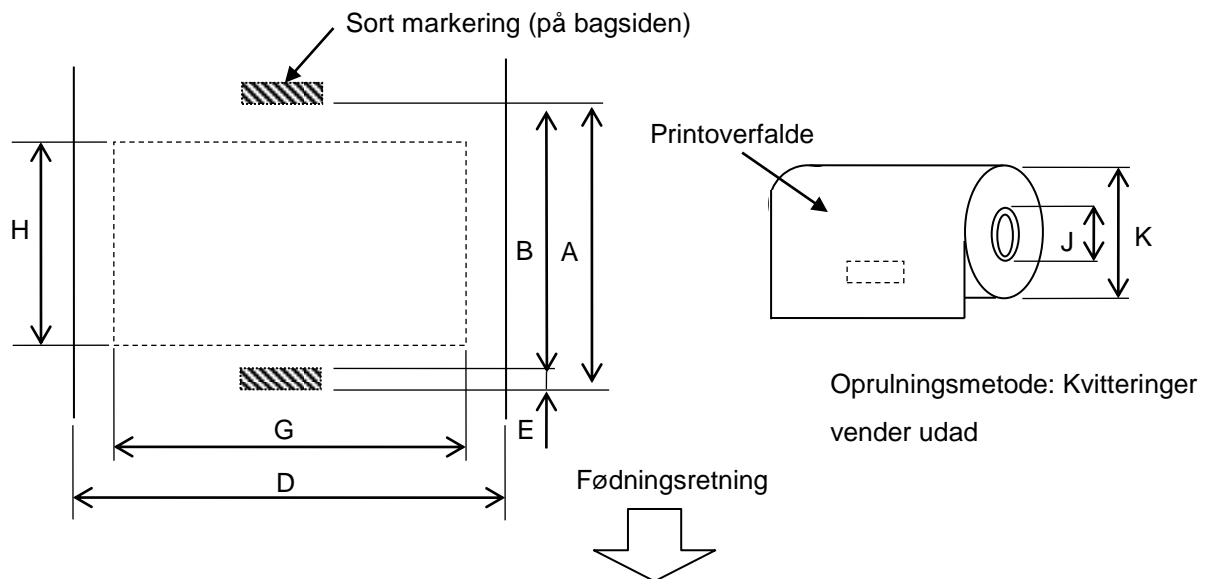 Sort markering (på bagsiden)
Printoverfalde
H
B
A
J
K
E
G
D
Oprulningsmetode: Kvitteringer
vender udad
Fødningsretning